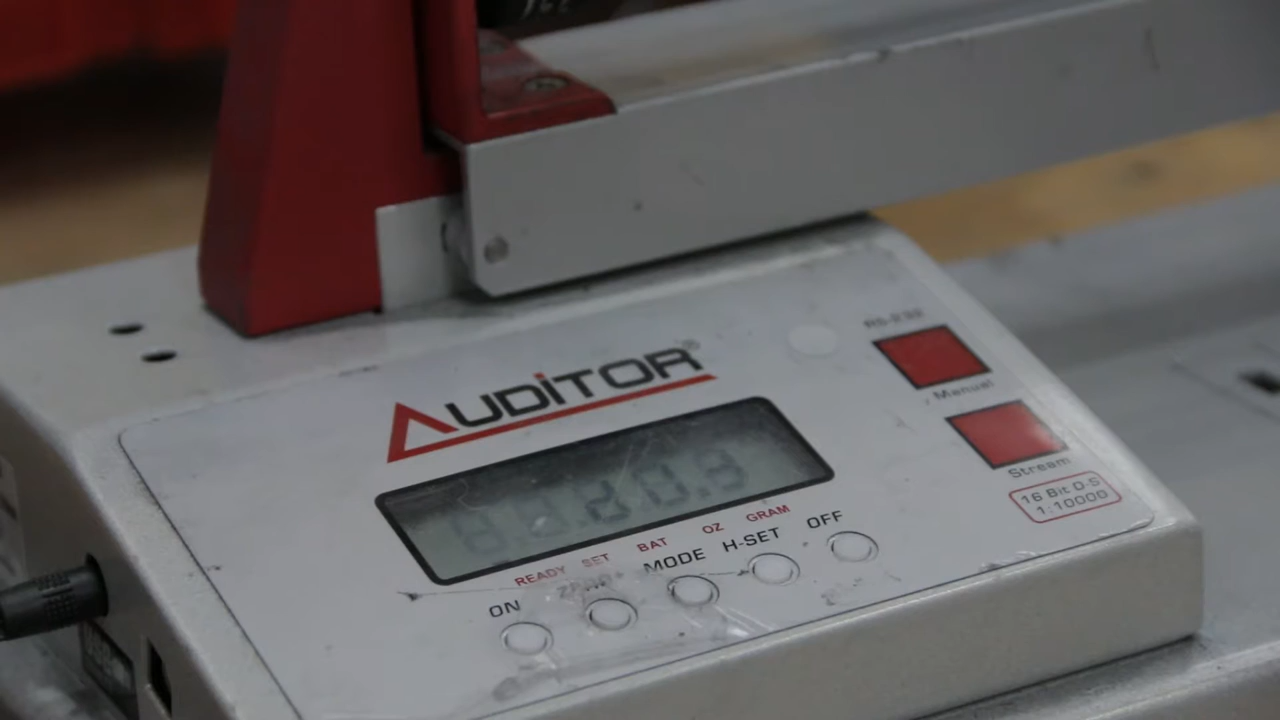 AUDiTOR®
RS-232
Manual
Stream
16 Bit D-S
1:10000
READY SET BAT OZ GRAM
ON ZERO MODE H-SET OFF